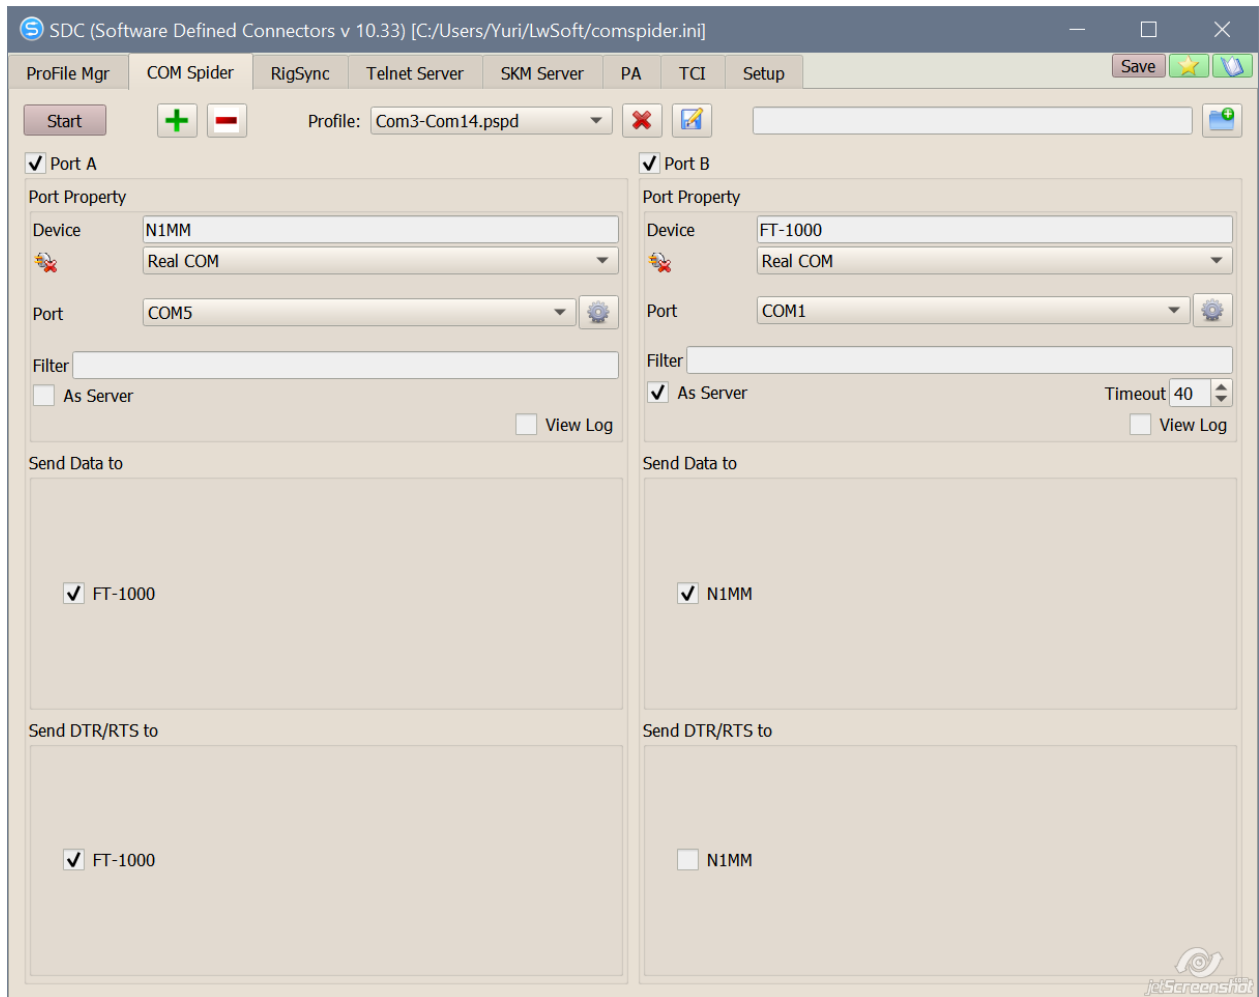 SDC (Software Defined Connectors v 10.33) [C:/Users/Yuri/LwSoft/comspider.ini]
ProFile Mgr COM Spider RigSync Telnet Server SKM Server PA TCI Setup Save
Start Profile: Com3-Com14.pspd
Port A
Port Property
Device N1MM
Real COM
Port COM5
Filter
As Server
View Log
Send Data to
FT-1000
Send DTR/RTS to
FT-1000
Port B
Port Property
Device FT-1000
Real COM
Port COM1
Filter
As Server Timeout 40
View Log
Send Data to
N1MM
Send DTR/RTS to
N1MM
jetScreenshot